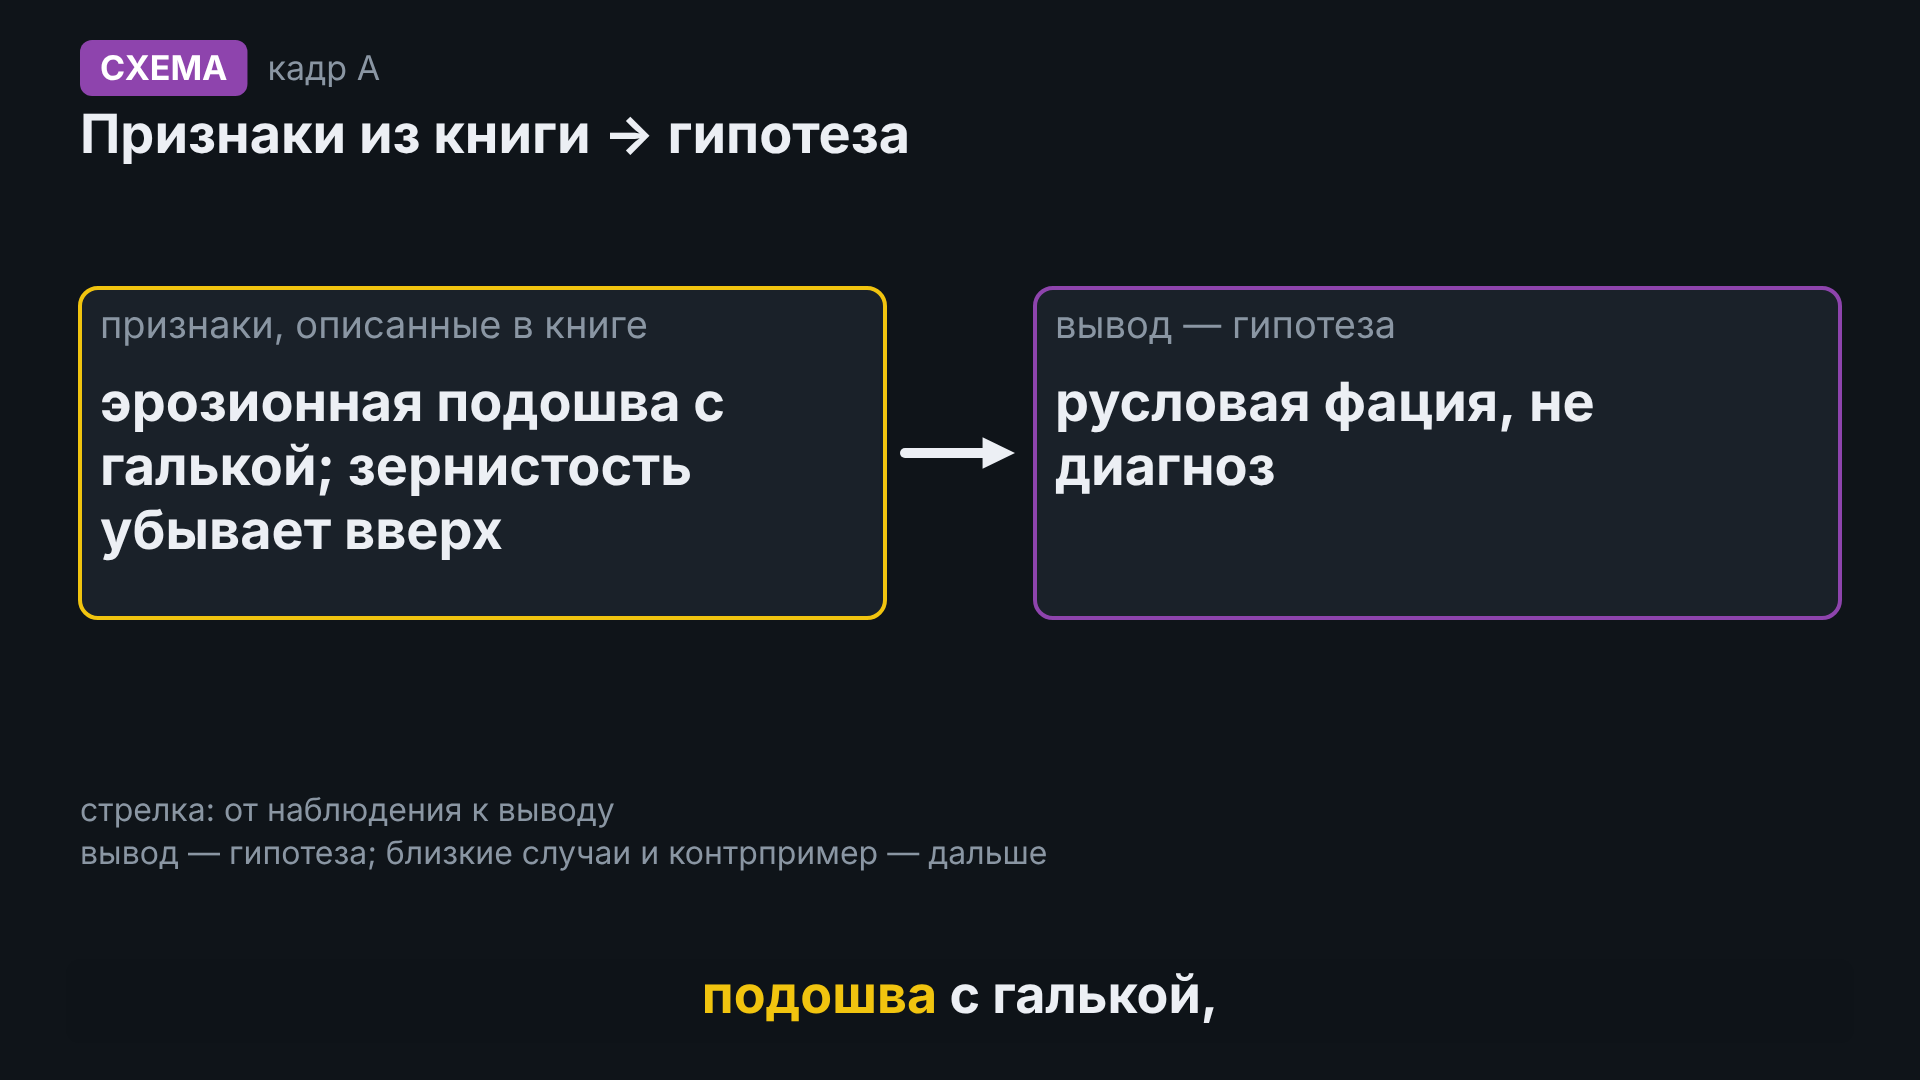 СХЕМА кадр А
Признаки из книги → гипотеза
признаки, описанные в книге
эрозионная подошва с
галькой; зернистость
убывает вверх
вывод — гипотеза
русловая фация, не
диагноз
стрелка: от наблюдения к выводу
вывод — гипотеза; близкие случаи и контрпример — дальше
подошва с галькой,